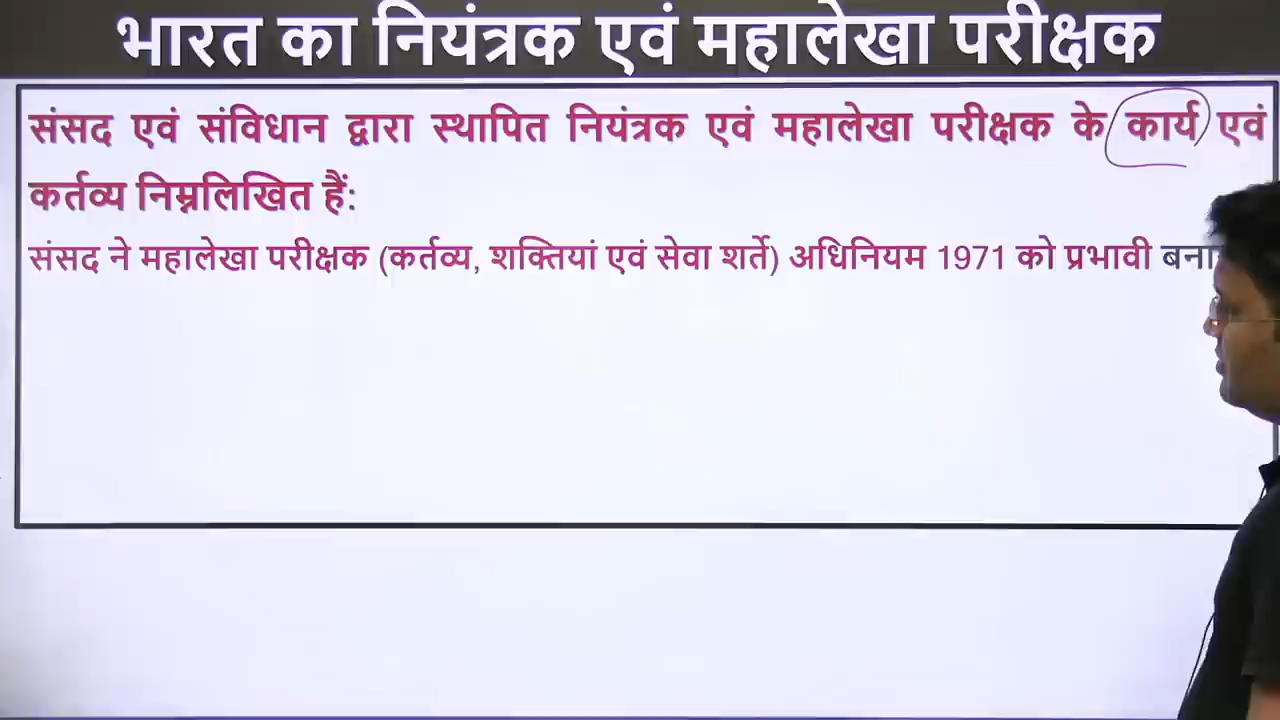 भारत का नियंत्रक एवं महालेखा परीक्षक
संसद एवं संविधान द्वारा स्थापित नियंत्रक एवं महालेखा परीक्षक के कार्य एवं
कर्तव्य निम्नलिखित हैं:
संसद ने महालेखा परीक्षक (कर्तव्य, शक्तियां एवं सेवा शर्ते) अधिनियम 1971 को प्रभावी